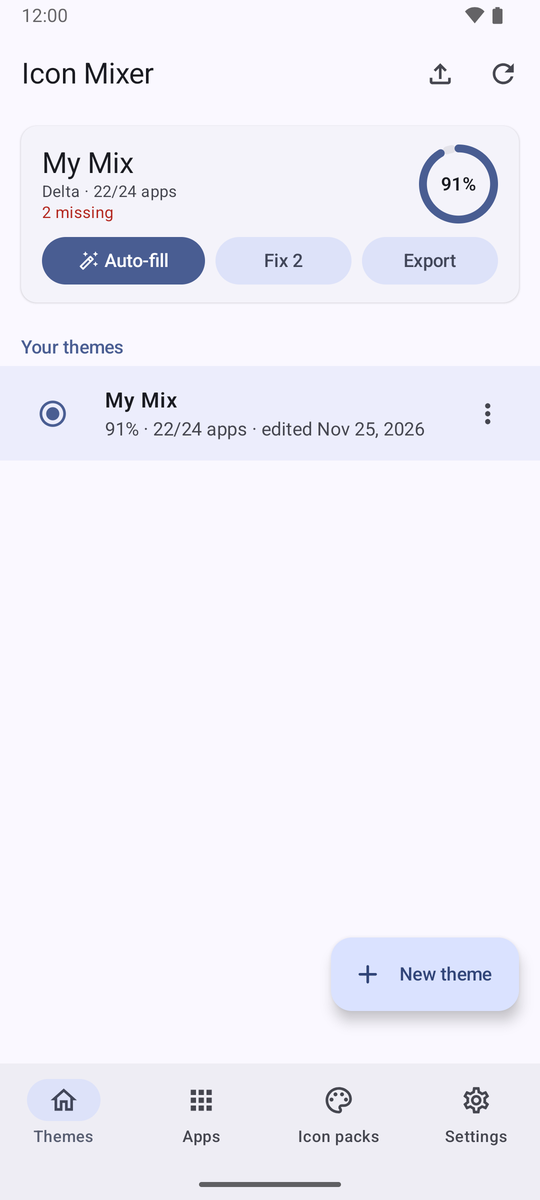 12:00
Icon Mixer
My Mix
Delta · 22/24 apps
2 missing
91%
Auto-fill
Fix 2
Export
Your themes
My Mix
91% · 22/24 apps · edited Nov 25, 2026
New theme
Themes
Apps
Icon packs
Settings